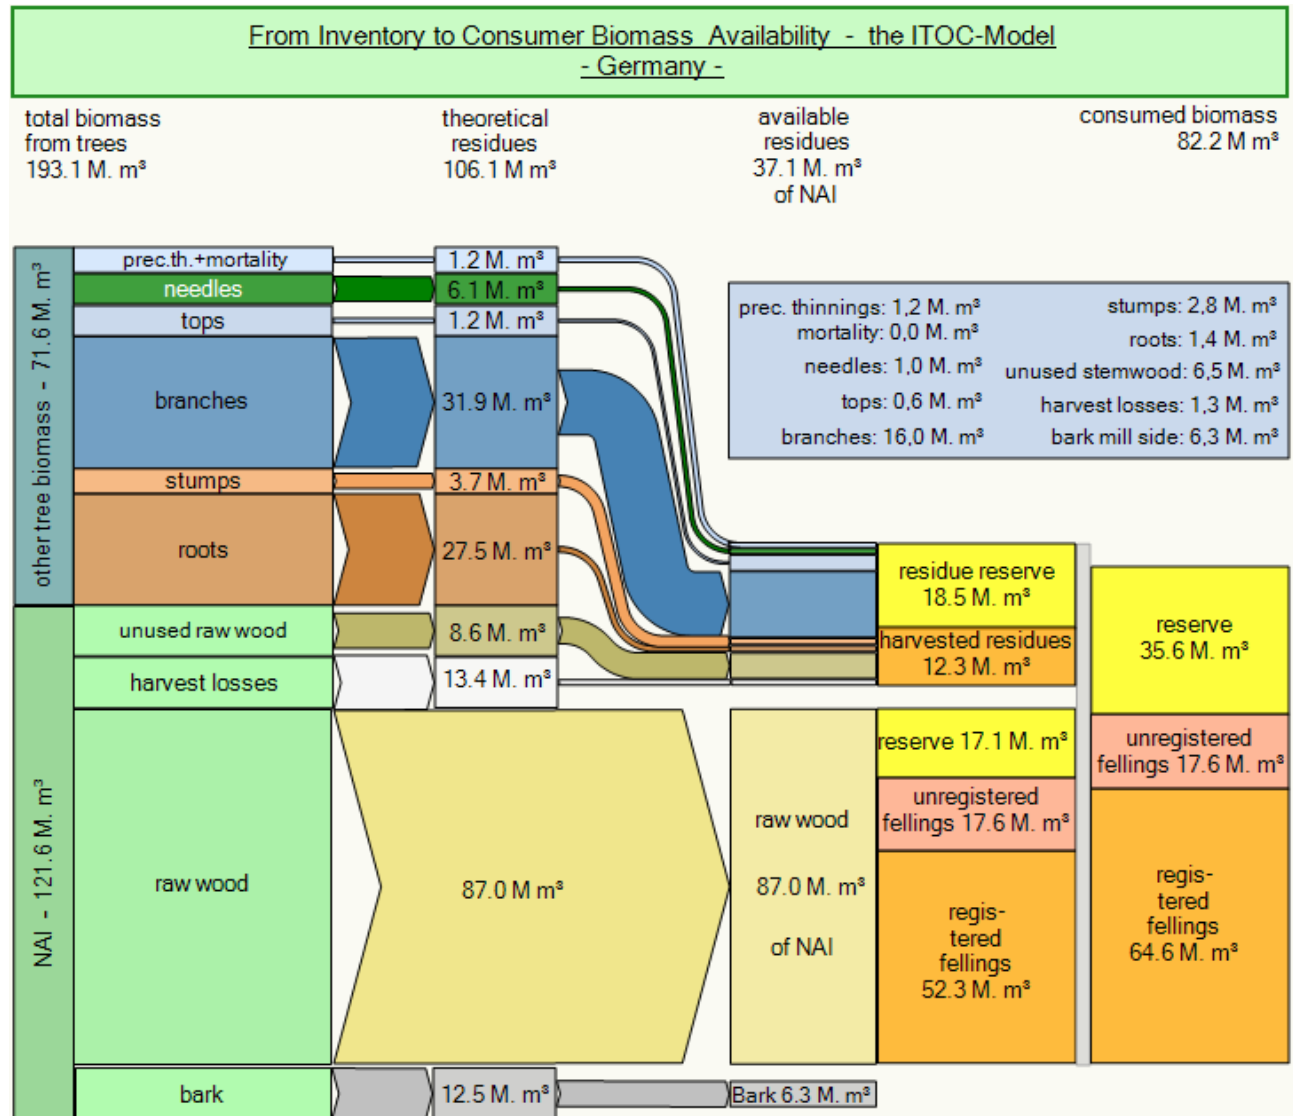 From Inventory to Consumer Biomass Availability - the ITOC-Model
- Germany -
total biomass
from trees
193.1 M. m³
theoretical
residues
106.1 M m³
available
residues
37.1 M. m³
of NAI
consumed biomass
82.2 M m³
other tree biomass - 71.6 M. m³
NAI - 121.6 M. m³
prec.th.+mortality
1.2 M. m³
needles
6.1 M. m³
tops
1.2 M. m³
branches
31.9 M. m³
stumps
3.7 M. m³
roots
27.5 M. m³
unused raw wood
8.6 M. m³
harvest losses
13.4 M. m³
raw wood
87.0 M m³
bark
12.5 M. m³
prec. thinnings: 1,2 M. m³
mortality: 0,0 M. m³
needles: 1,0 M. m³
tops: 0,6 M. m³
branches: 16,0 M. m³
stumps: 2,8 M. m³
roots: 1,4 M. m³
unused stemwood: 6,5 M. m³
harvest losses: 1,3 M. m³
bark mill side: 6,3 M. m³
raw wood
87.0 M. m³
of NAI
Bark 6.3 M. m³
residue reserve
18.5 M. m³
harvested residues
12.3 M. m³
reserve 17.1 M. m³
unregistered
fellings 17.6 M. m³
regis-
tered
fellings
52.3 M. m³
reserve
35.6 M. m³
unregistered
fellings 17.6 M. m³
regis-
tered
fellings
64.6 M. m³